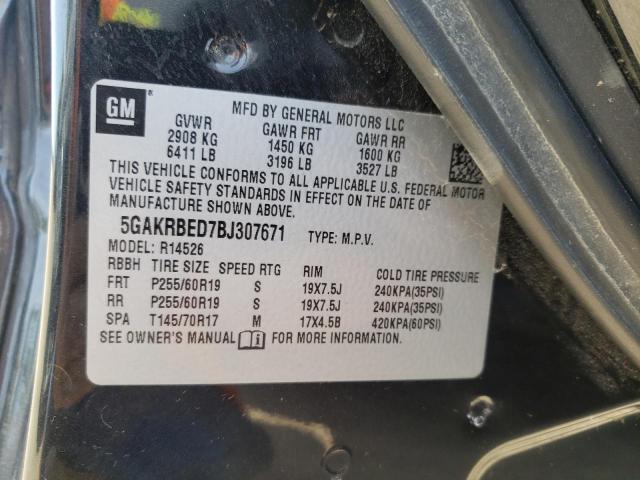 GM
MFD BY GENERAL MOTORS LLC
GVWR GAWR FRT GAWR RR
2908 KG 1450 KG 1600 KG
6411 LB 3196 LB 3527 LB
THIS VEHICLE CONFORMS TO ALL APPLICABLE U.S. FEDERAL MOTOR
VEHICLE SAFETY STANDARDS IN EFFECT ON THE DATE OF
MANUFACTURE SHOWN ABOVE.
5GAKRBED7BJ307671 TYPE: M.P.V.
MODEL: R14526
RBBH TIRE SIZE SPEED RTG RIM COLD TIRE PRESSURE
FRT P255/60R19 S 19X7.5J 240KPA(35PSI)
RR P255/60R19 S 19X7.5J 240KPA(35PSI)
SPA T145/70R17 M 17X4.5B 420KPA(60PSI)
SEE OWNER'S MANUAL FOR MORE INFORMATION.